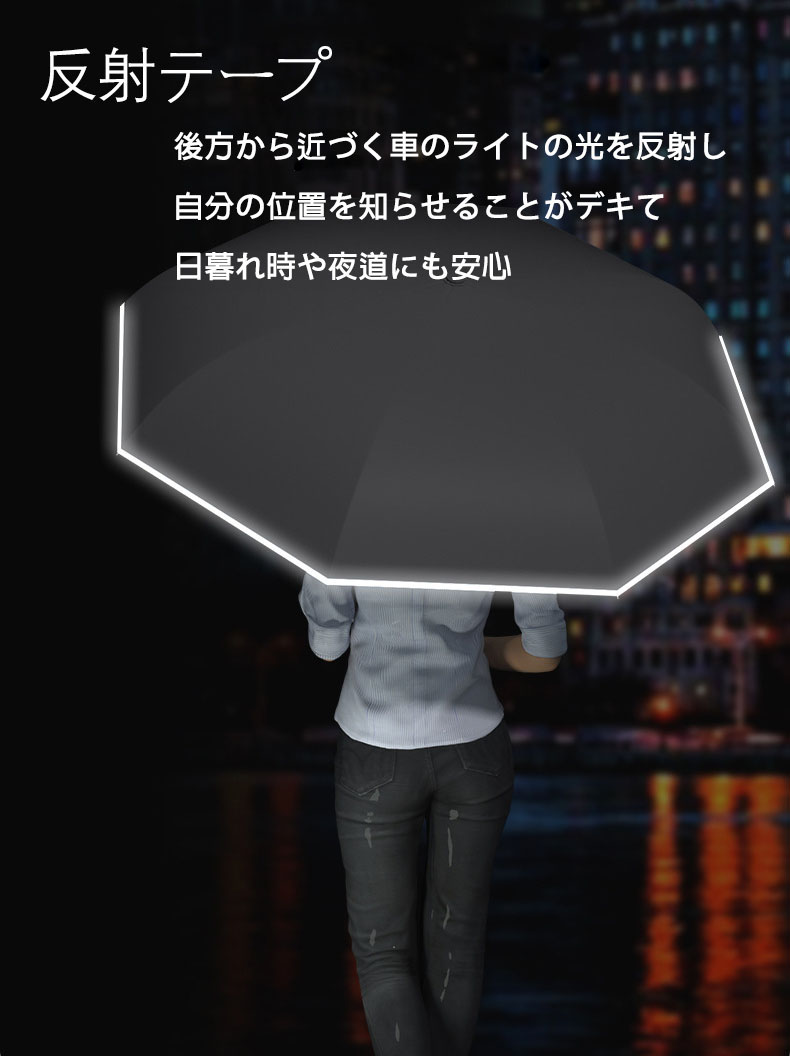 反射テープ
後方から近づく車のライトの光を反射し
自分の位置を知らせることがデキて
日暮れ時や夜道にも安心